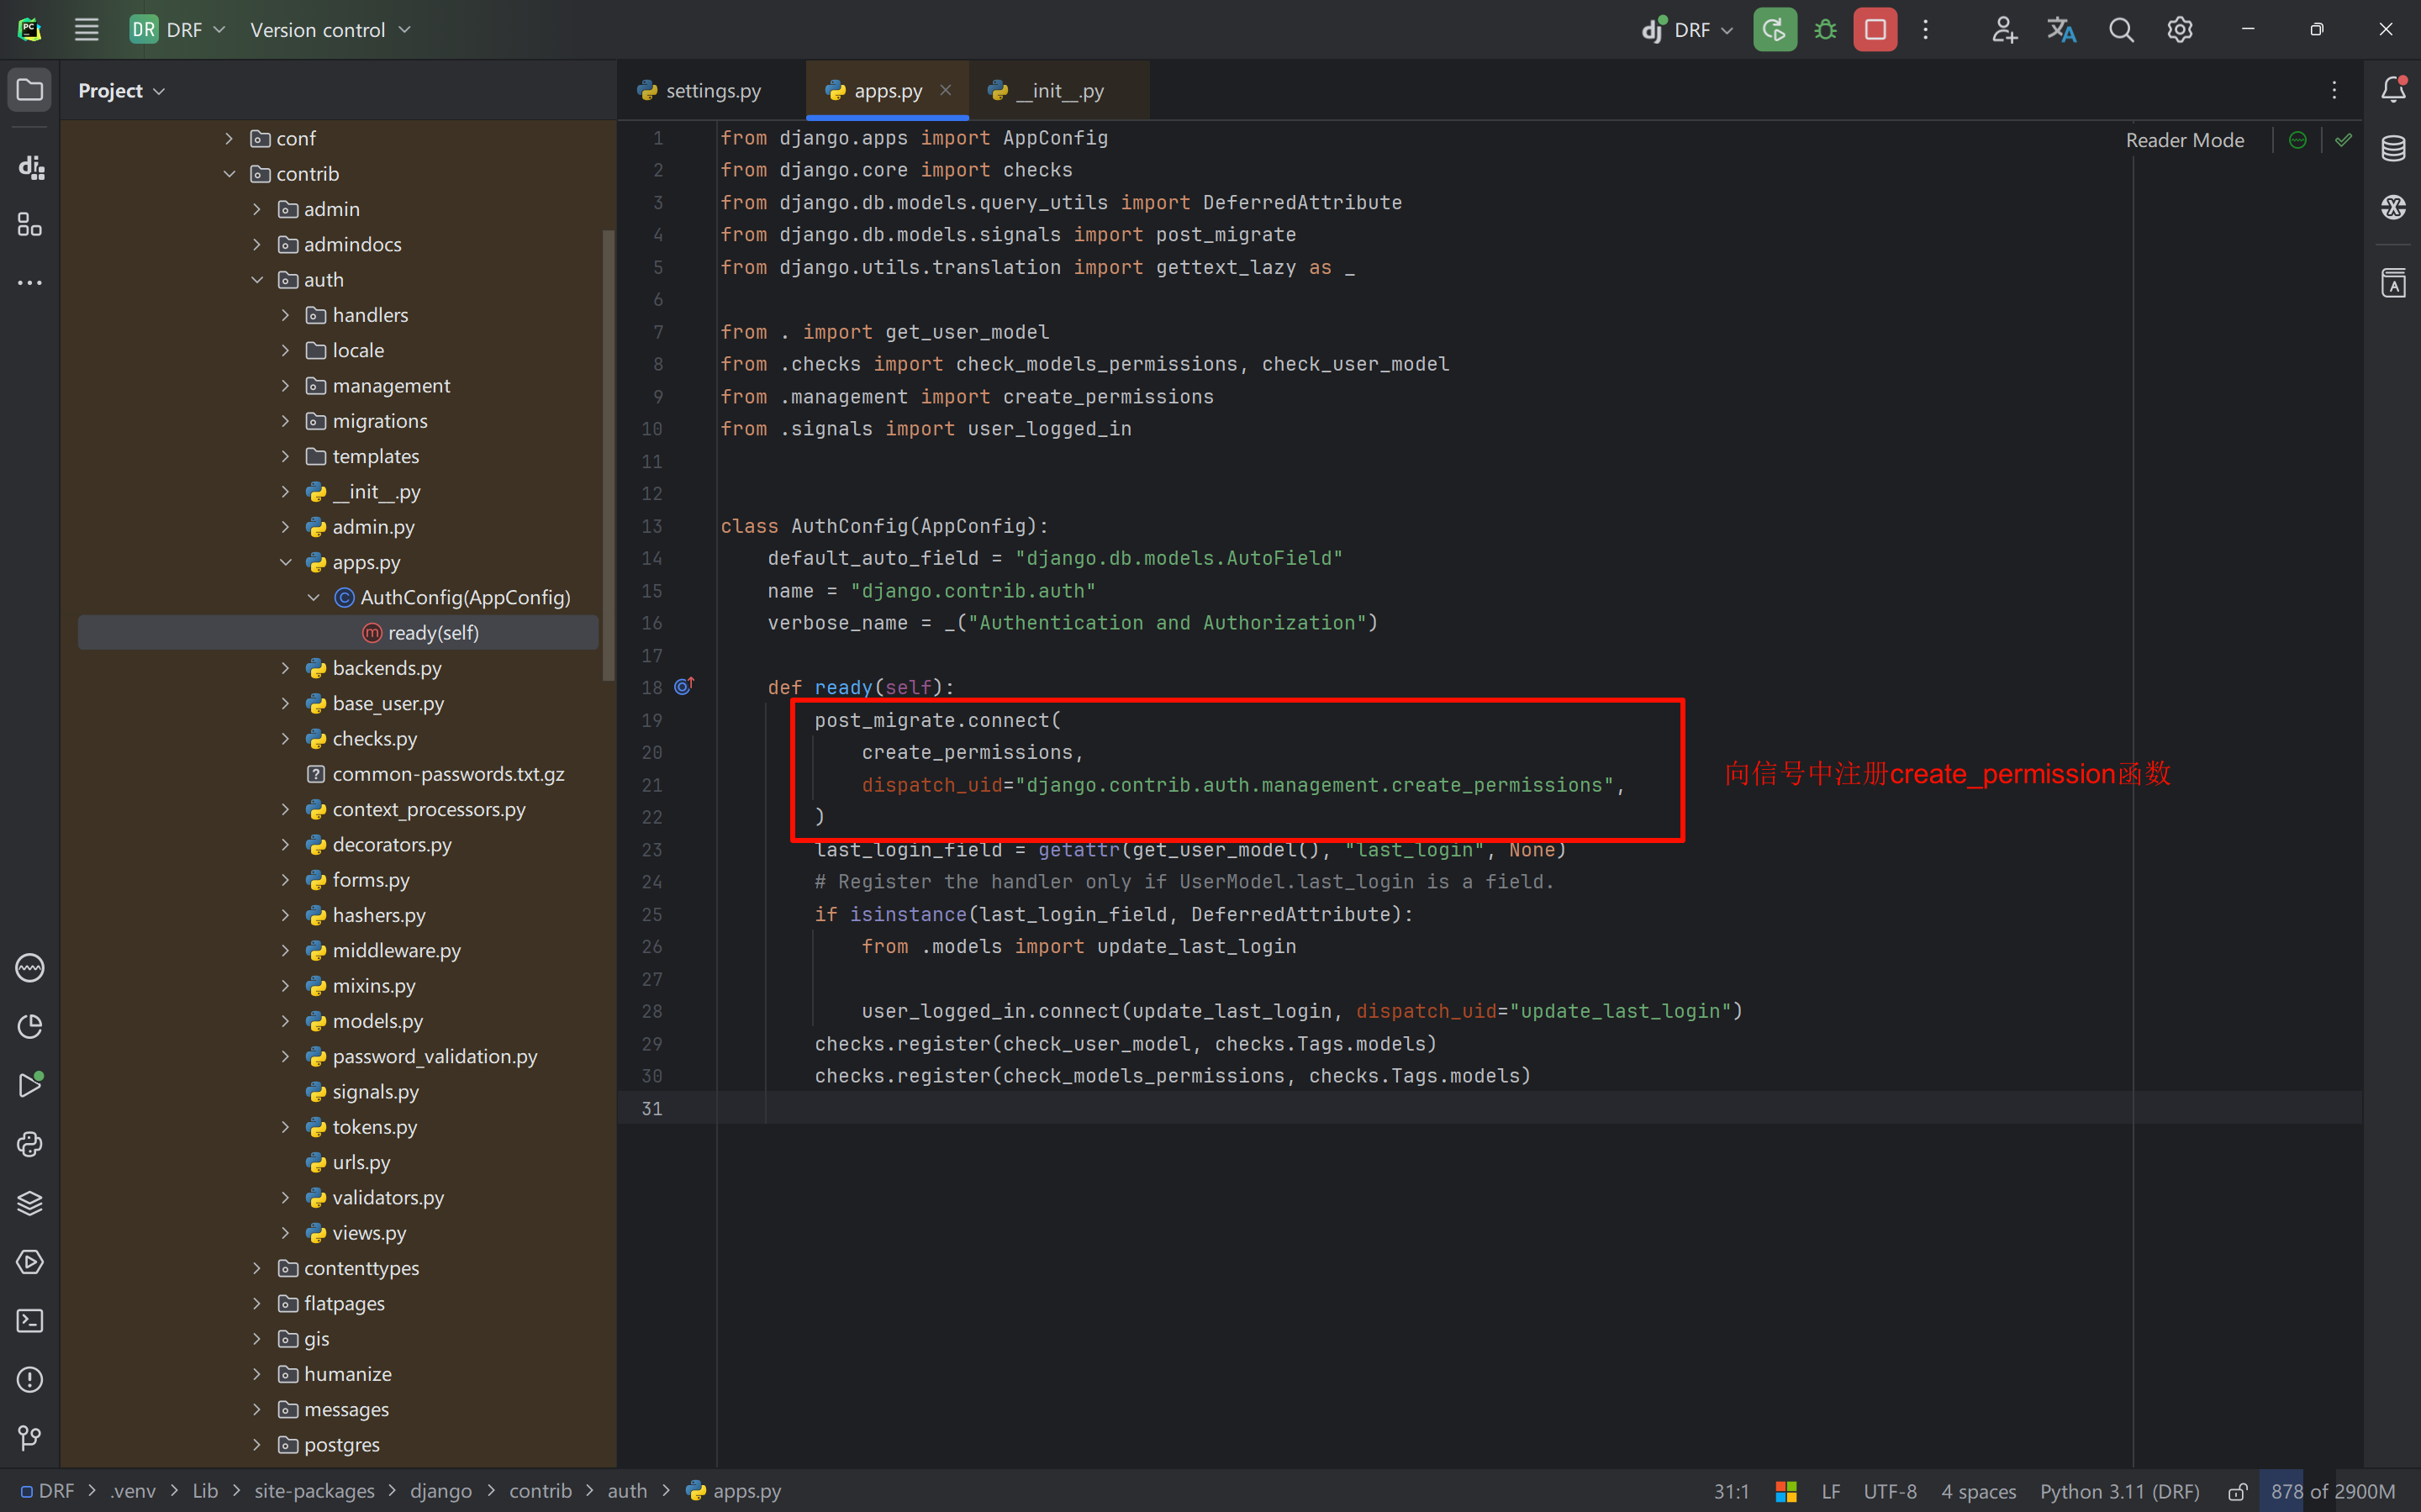 DR DRF Version control
dj DRF
Project
settings.py apps.py __init__.py
Reader Mode
conf
contrib
admin
admindocs
auth
handlers
locale
management
migrations
templates
__init__.py
admin.py
apps.py
AuthConfig(AppConfig)
ready(self)
backends.py
base_user.py
checks.py
common-passwords.txt.gz
context_processors.py
decorators.py
forms.py
hashers.py
middleware.py
mixins.py
models.py
password_validation.py
signals.py
tokens.py
urls.py
validators.py
views.py
contenttypes
flatpages
gis
humanize
messages
postgres
1 from django.apps import AppConfig
2 from django.core import checks
3 from django.db.models.query_utils import DeferredAttribute
4 from django.db.models.signals import post_migrate
5 from django.utils.translation import gettext_lazy as _
6
7 from . import get_user_model
8 from .checks import check_models_permissions, check_user_model
9 from .management import create_permissions
10 from .signals import user_logged_in
11
12
13 class AuthConfig(AppConfig):
14 default_auto_field = "django.db.models.AutoField"
15 name = "django.contrib.auth"
16 verbose_name = _("Authentication and Authorization")
17
18 def ready(self):
19 post_migrate.connect(
20 create_permissions,
21 dispatch_uid="django.contrib.auth.management.create_permissions",
22 )
向信号中注册create_permission函数
23 last_login_field = getattr(get_user_model(), "last_login", None)
24 # Register the handler only if UserModel.last_login is a field.
25 if isinstance(last_login_field, DeferredAttribute):
26 from .models import update_last_login
27
28 user_logged_in.connect(update_last_login, dispatch_uid="update_last_login")
29 checks.register(check_user_model, checks.Tags.models)
30 checks.register(check_models_permissions, checks.Tags.models)
31
DRF > .venv > Lib > site-packages > django > contrib > auth > apps.py
31:1 LF UTF-8 4 spaces Python 3.11 (DRF) 878 of 2900M